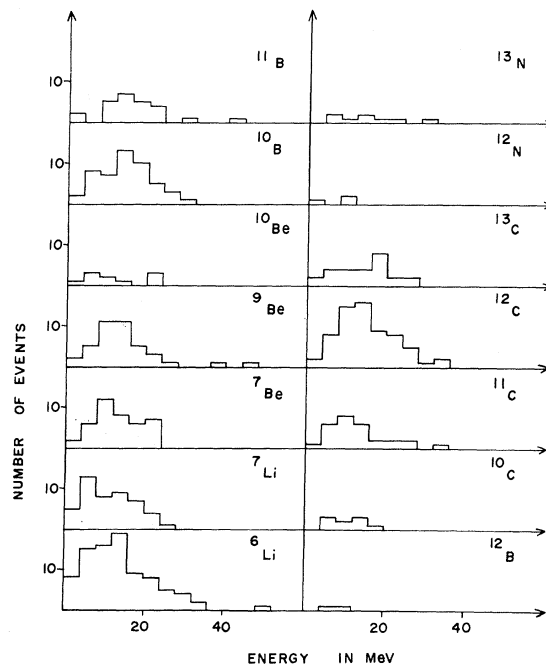 ¹¹B ¹³N
10
¹⁰B ¹²N
10
¹⁰Be ¹³C
10
⁹Be ¹²C
10
⁷Be ¹¹C
10
⁷Li ¹⁰C
10
⁶Li ¹²B
10
20 40 20 40
NUMBER OF EVENTS
ENERGY IN MeV